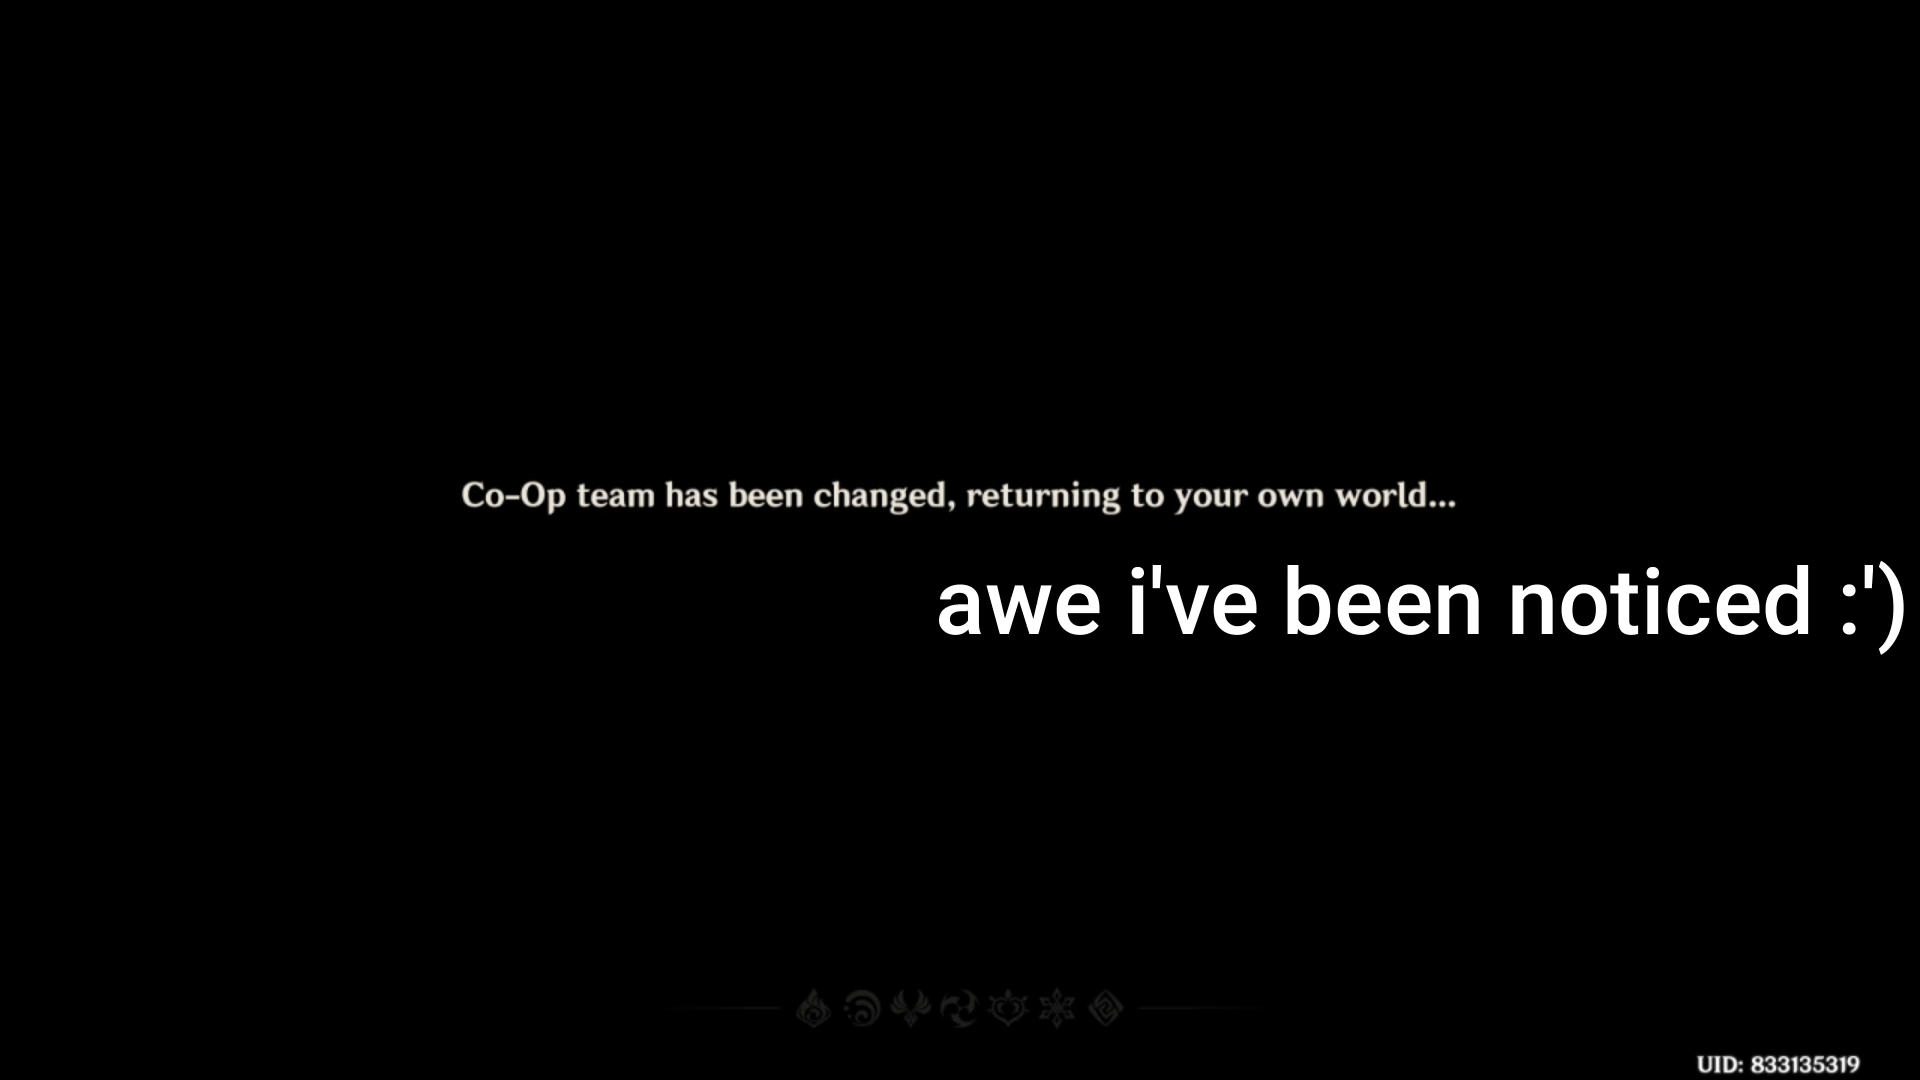 Co-Op team has been changed, returning to your own world...
awe i've been noticed :')
UID: 833135319